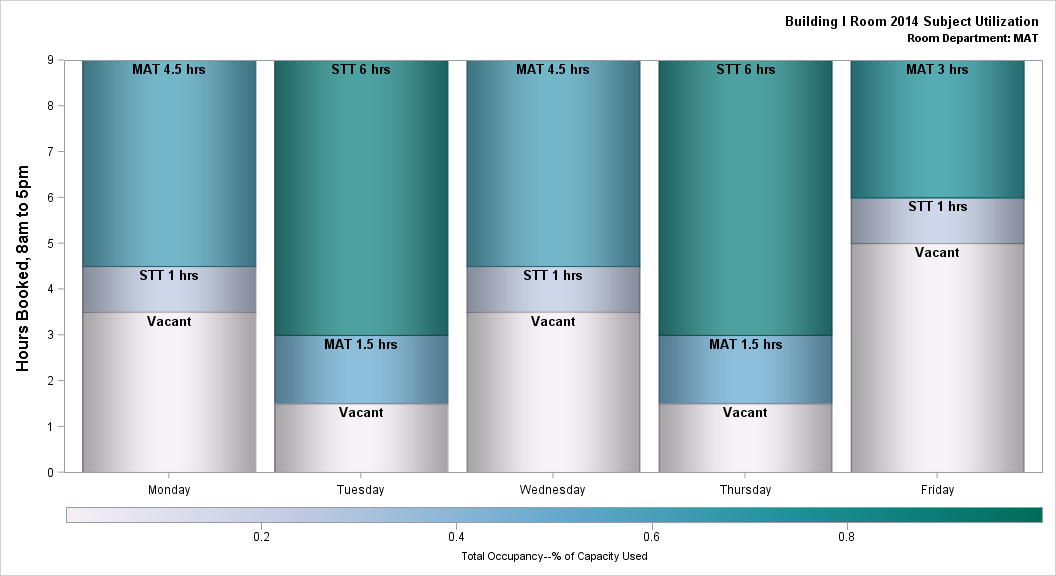 Building I Room 2014 Subject Utilization
Room Department: MAT
Hours Booked, 8am to 5pm
9
8
7
6
5
4
3
2
1
0
MAT 4.5 hrs
STT 1 hrs
Vacant
STT 6 hrs
MAT 1.5 hrs
Vacant
MAT 4.5 hrs
STT 1 hrs
Vacant
STT 6 hrs
MAT 1.5 hrs
Vacant
MAT 3 hrs
STT 1 hrs
Vacant
Monday Tuesday Wednesday Thursday Friday
0.2 0.4 0.6 0.8
Total Occupancy--% of Capacity Used